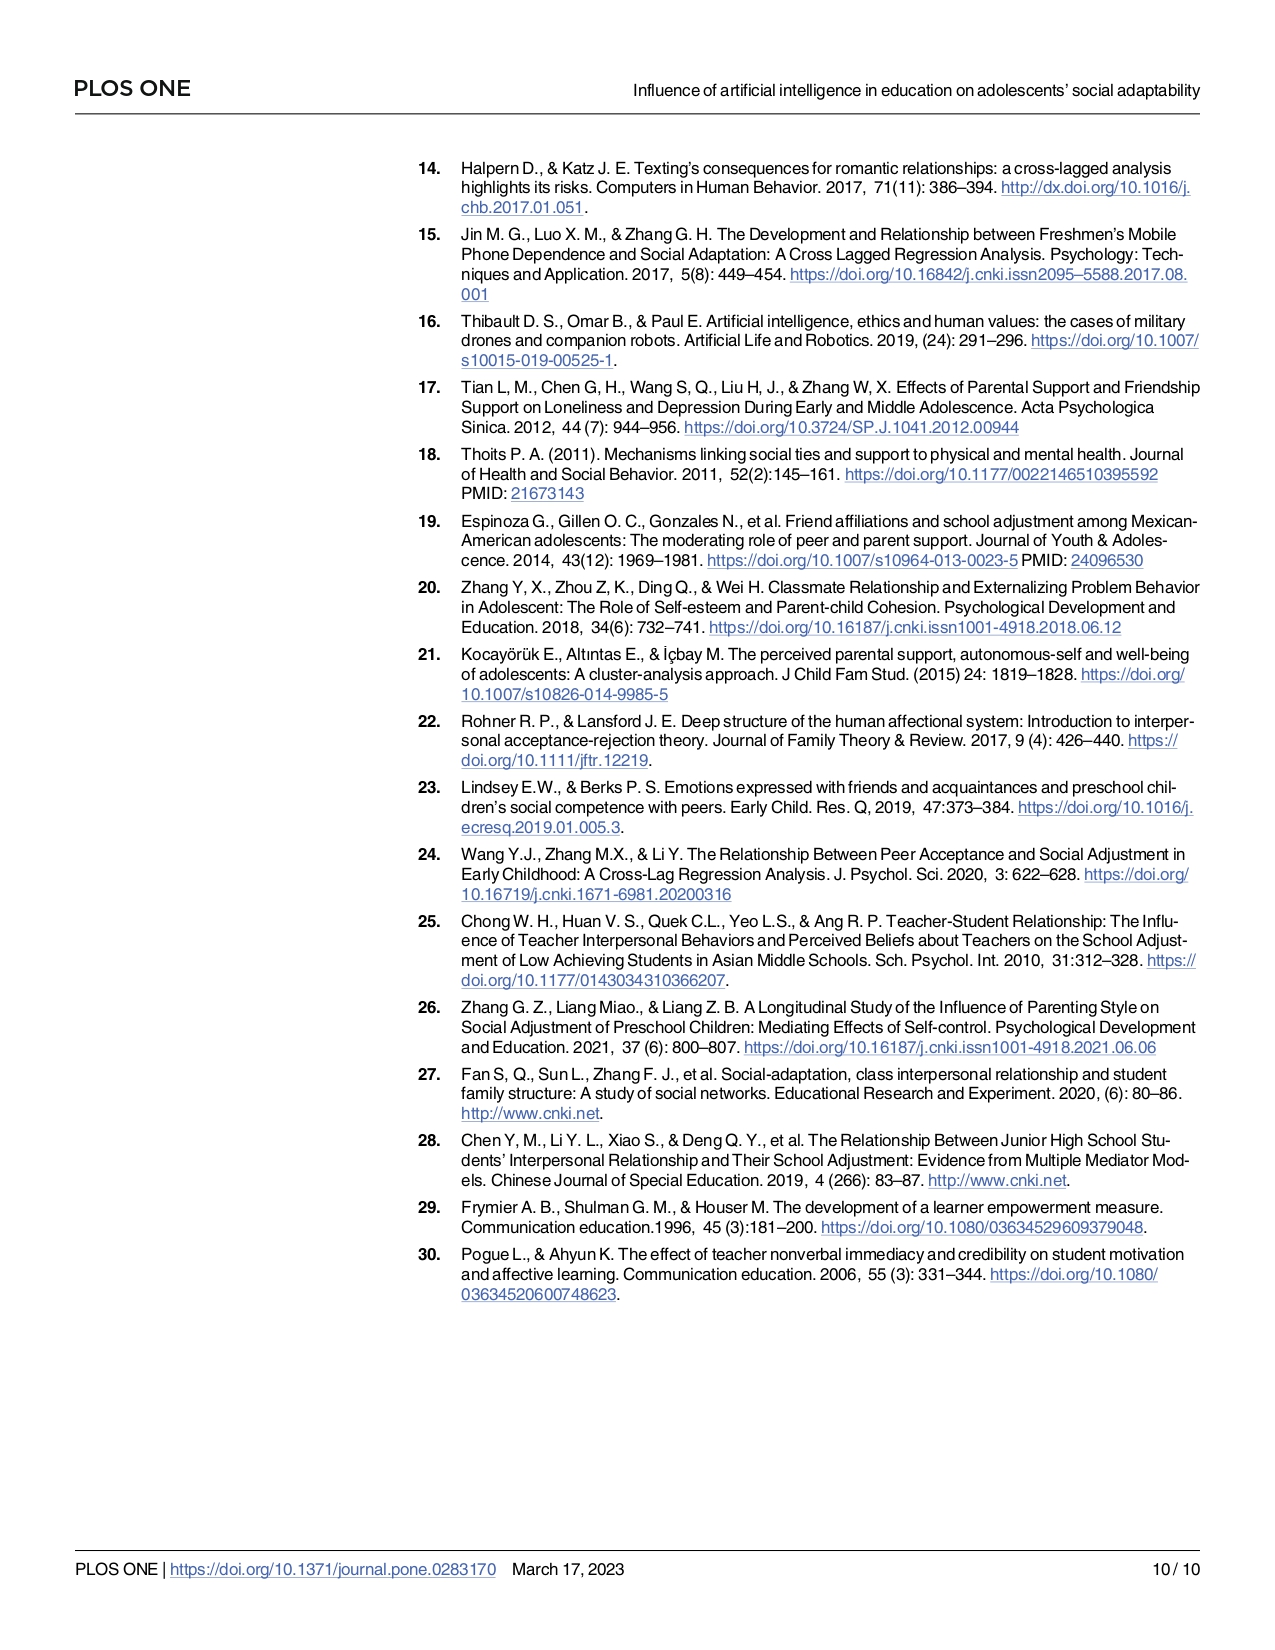 PLOS ONE
Influence of artificial intelligence in education on adolescents' social adaptability
14. Halpern D., & Katz J. E. Texting's consequences for romantic relationships: a cross-lagged analysis
highlights its risks. Computers in Human Behavior. 2017, 71(11): 386–394. http://dx.doi.org/10.1016/j.
chb.2017.01.051.
15. Jin M. G., Luo X. M., & Zhang G. H. The Development and Relationship between Freshmen's Mobile
Phone Dependence and Social Adaptation: A Cross Lagged Regression Analysis. Psychology: Tech-
niques and Application. 2017, 5(8): 449–454. https://doi.org/10.16842/j.cnki.issn2095–5588.2017.08.
001
16. Thibault D. S., Omar B., & Paul E. Artificial intelligence, ethics and human values: the cases of military
drones and companion robots. Artificial Life and Robotics. 2019, (24): 291–296. https://doi.org/10.1007/
s10015-019-00525-1.
17. Tian L, M., Chen G, H., Wang S, Q., Liu H, J., & Zhang W, X. Effects of Parental Support and Friendship
Support on Loneliness and Depression During Early and Middle Adolescence. Acta Psychologica
Sinica. 2012, 44 (7): 944–956. https://doi.org/10.3724/SP.J.1041.2012.00944
18. Thoits P. A. (2011). Mechanisms linking social ties and support to physical and mental health. Journal
of Health and Social Behavior. 2011, 52(2):145–161. https://doi.org/10.1177/0022146510395592
PMID: 21673143
19. Espinoza G., Gillen O. C., Gonzales N., et al. Friend affiliations and school adjustment among Mexican-
American adolescents: The moderating role of peer and parent support. Journal of Youth & Adoles-
cence. 2014, 43(12): 1969–1981. https://doi.org/10.1007/s10964-013-0023-5 PMID: 24096530
20. Zhang Y, X., Zhou Z, K., Ding Q., & Wei H. Classmate Relationship and Externalizing Problem Behavior
in Adolescent: The Role of Self-esteem and Parent-child Cohesion. Psychological Development and
Education. 2018, 34(6): 732–741. https://doi.org/10.16187/j.cnki.issn1001-4918.2018.06.12
21. Kocayörük E., Altıntas E., & İçbay M. The perceived parental support, autonomous-self and well-being
of adolescents: A cluster-analysis approach. J Child Fam Stud. (2015) 24: 1819–1828. https://doi.org/
10.1007/s10826-014-9985-5
22. Rohner R. P., & Lansford J. E. Deep structure of the human affectional system: Introduction to interper-
sonal acceptance-rejection theory. Journal of Family Theory & Review. 2017, 9 (4): 426–440. https://
doi.org/10.1111/jftr.12219.
23. Lindsey E.W., & Berks P. S. Emotions expressed with friends and acquaintances and preschool chil-
dren's social competence with peers. Early Child. Res. Q, 2019, 47:373–384. https://doi.org/10.1016/j.
ecresq.2019.01.005.3.
24. Wang Y.J., Zhang M.X., & Li Y. The Relationship Between Peer Acceptance and Social Adjustment in
Early Childhood: A Cross-Lag Regression Analysis. J. Psychol. Sci. 2020, 3: 622–628. https://doi.org/
10.16719/j.cnki.1671-6981.20200316
25. Chong W. H., Huan V. S., Quek C.L., Yeo L.S., & Ang R. P. Teacher-Student Relationship: The Influ-
ence of Teacher Interpersonal Behaviors and Perceived Beliefs about Teachers on the School Adjust-
ment of Low Achieving Students in Asian Middle Schools. Sch. Psychol. Int. 2010, 31:312–328. https://
doi.org/10.1177/0143034310366207.
26. Zhang G. Z., Liang Miao., & Liang Z. B. A Longitudinal Study of the Influence of Parenting Style on
Social Adjustment of Preschool Children: Mediating Effects of Self-control. Psychological Development
and Education. 2021, 37 (6): 800–807. https://doi.org/10.16187/j.cnki.issn1001-4918.2021.06.06
27. Fan S, Q., Sun L., Zhang F. J., et al. Social-adaptation, class interpersonal relationship and student
family structure: A study of social networks. Educational Research and Experiment. 2020, (6): 80–86.
http://www.cnki.net.
28. Chen Y, M., Li Y. L., Xiao S., & Deng Q. Y., et al. The Relationship Between Junior High School Stu-
dents' Interpersonal Relationship and Their School Adjustment: Evidence from Multiple Mediator Mod-
els. Chinese Journal of Special Education. 2019, 4 (266): 83–87. http://www.cnki.net.
29. Frymier A. B., Shulman G. M., & Houser M. The development of a learner empowerment measure.
Communication education.1996, 45 (3):181–200. https://doi.org/10.1080/03634529609379048.
30. Pogue L., & Ahyun K. The effect of teacher nonverbal immediacy and credibility on student motivation
and affective learning. Communication education. 2006, 55 (3): 331–344. https://doi.org/10.1080/
03634520600748623.
PLOS ONE | https://doi.org/10.1371/journal.pone.0283170 March 17, 2023
10 / 10